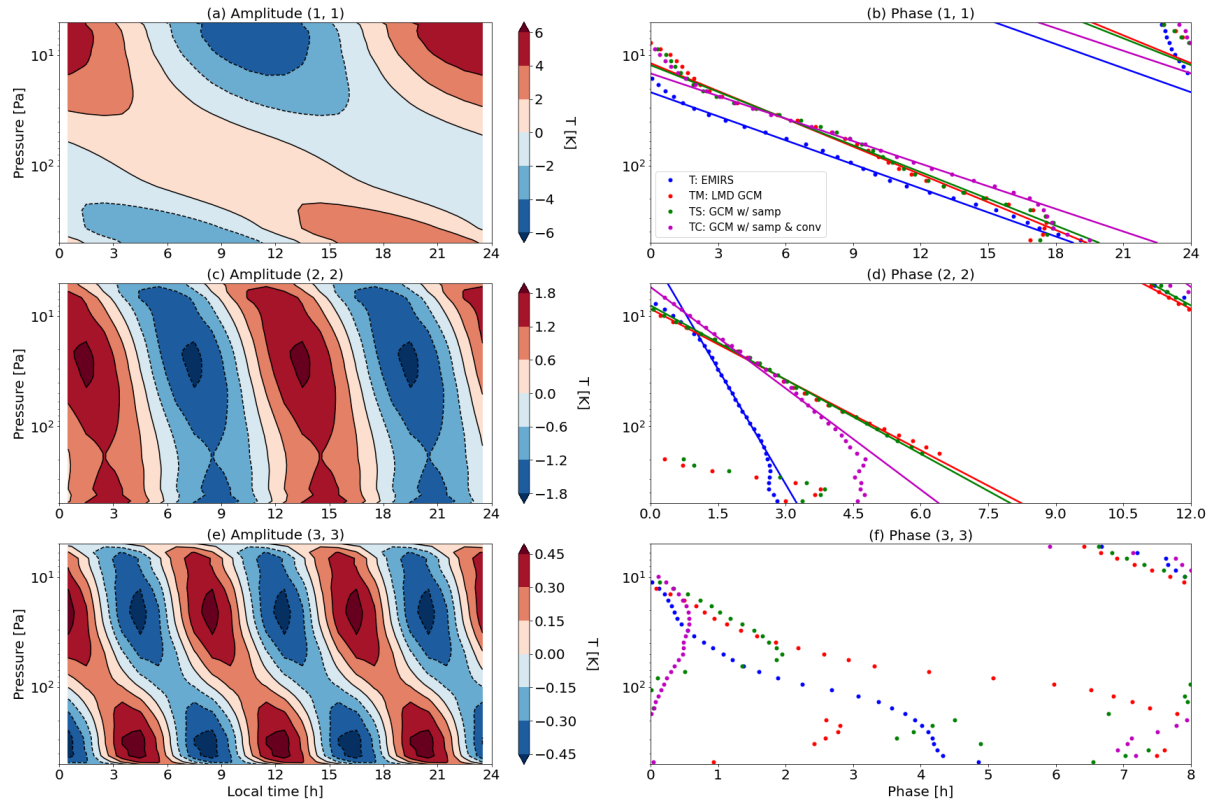 (a) Amplitude (1, 1)
Pressure [Pa]
10¹
10²
0 3 6 9 12 15 18 21 24
6
4
2
0
−2
−4
−6
T [K]
(b) Phase (1, 1)
10¹
10²
T: EMIRS
TM: LMD GCM
TS: GCM w/ samp
TC: GCM w/ samp & conv
0 3 6 9 12 15 18 21 24
(c) Amplitude (2, 2)
Pressure [Pa]
10¹
10²
0 3 6 9 12 15 18 21 24
1.8
1.2
0.6
0.0
−0.6
−1.2
−1.8
T [K]
(d) Phase (2, 2)
10¹
10²
0.0 1.5 3.0 4.5 6.0 7.5 9.0 10.5 12.0
(e) Amplitude (3, 3)
Pressure [Pa]
10¹
10²
0 3 6 9 12 15 18 21 24
Local time [h]
0.45
0.30
0.15
0.00
−0.15
−0.30
−0.45
T [K]
(f) Phase (3, 3)
10¹
10²
0 1 2 3 4 5 6 7 8
Phase [h]